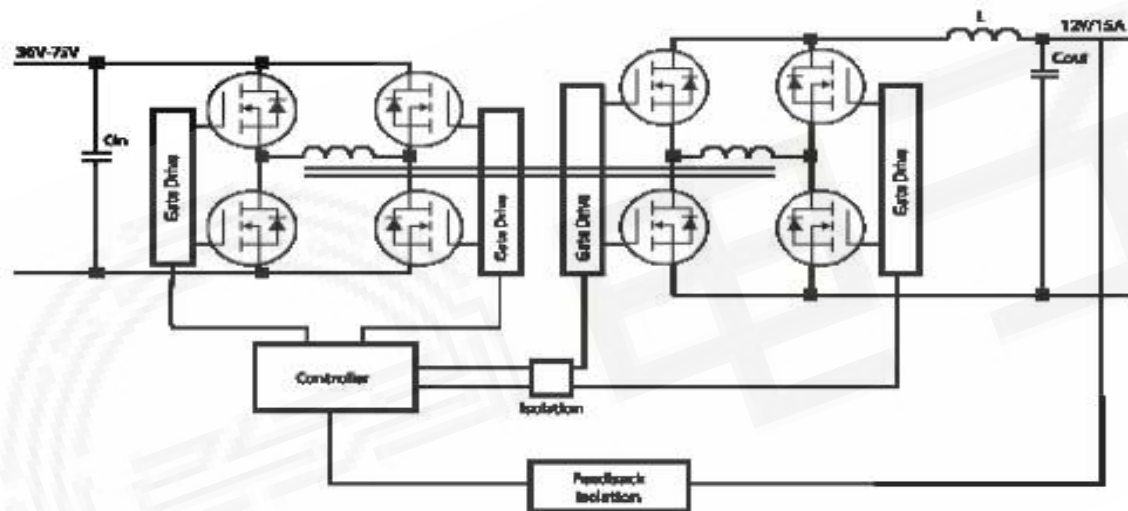 36V-75V
Cin
Gate Drive
Gate Drive
Gate Drive
Gate Drive
L
12V/15A
Cout
Controller
Isolation
Feedback
Isolation